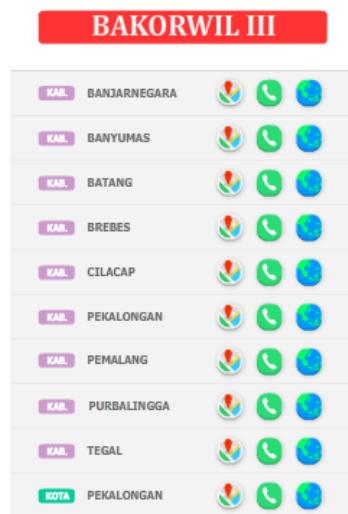 BAKORWIL III
KAB. BANJARNEGARA
KAB. BANYUMAS
KAB. BATANG
KAB. BREBES
KAB. CILACAP
KAB. PEKALONGAN
KAB. PEMALANG
KAB. PURBALINGGA
KAB. TEGAL
KOTA PEKALONGAN